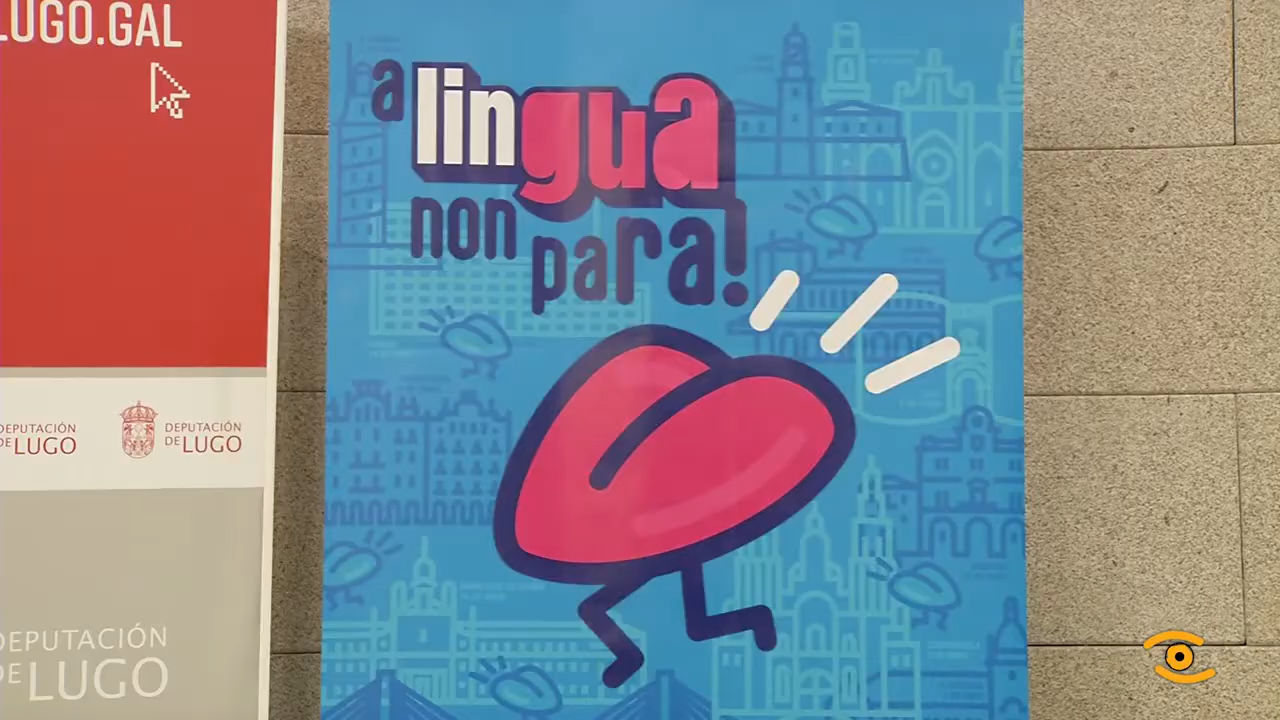 LUGO.GAL
DEPUTACIÓN
DE LUGO
DEPUTACIÓN
DE LUGO
DEPUTACIÓN
DE LUGO
a lingua
non para!